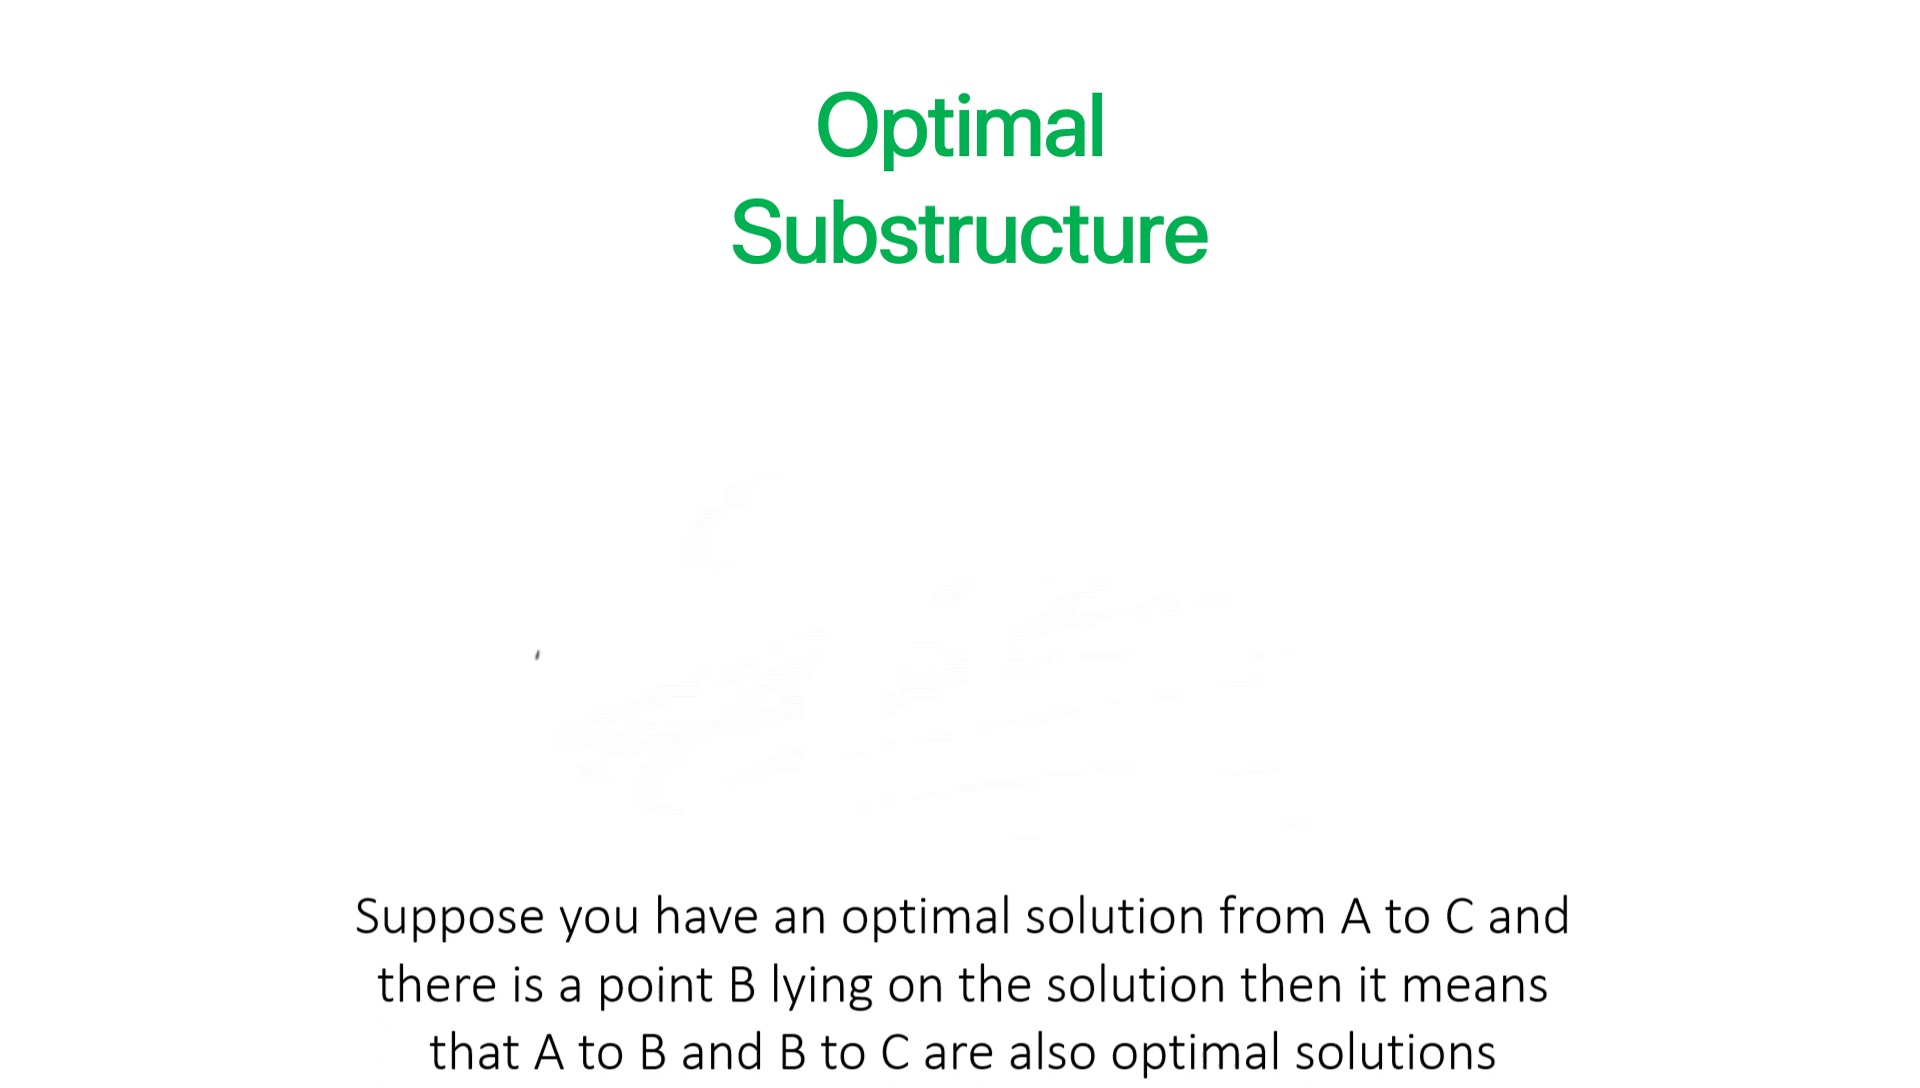 Optimal
Substructure
Suppose you have an optimal solution from A to C and
there is a point B lying on the solution then it means
that A to B and B to C are also optimal solutions